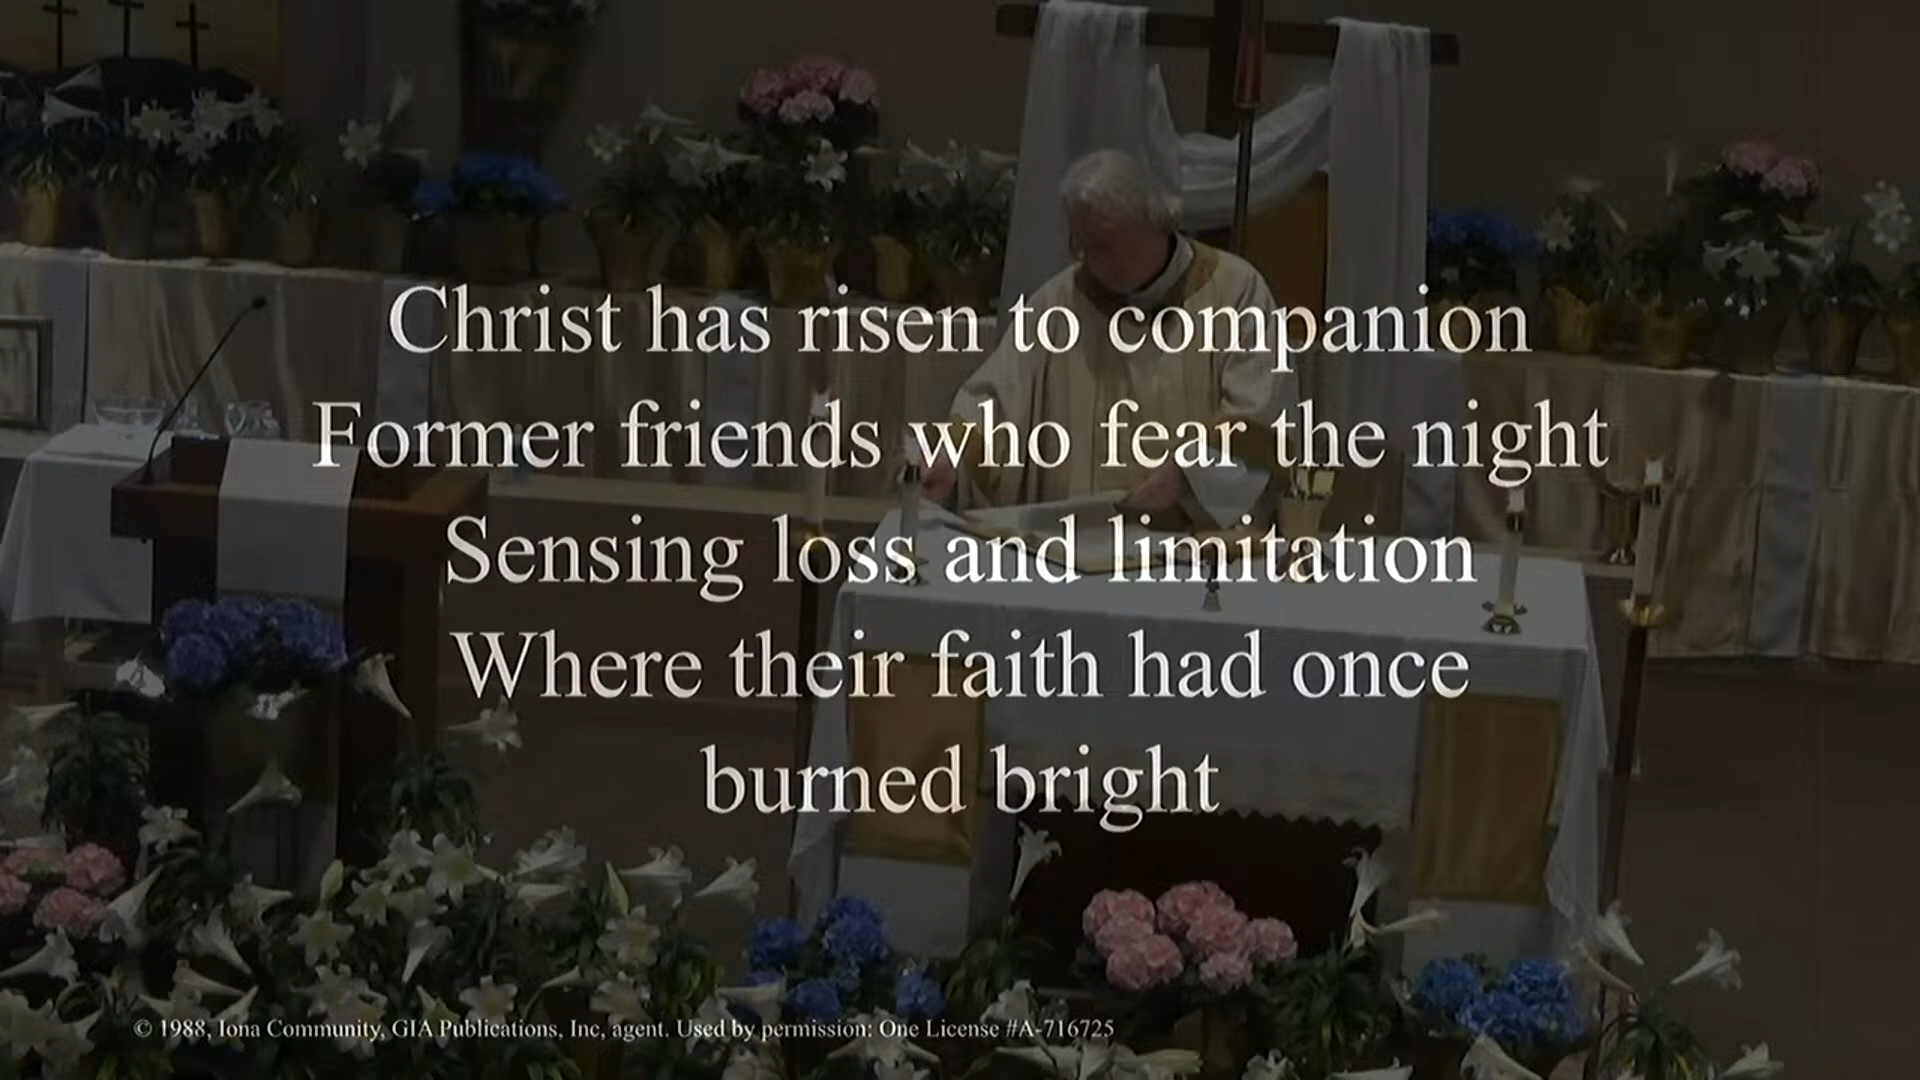 Christ has risen to companion
Former friends who fear the night
Sensing loss and limitation
Where their faith had once
burned bright
© 1988, Iona Community, GIA Publications, Inc, agent. Used by permission: One License #A-716725